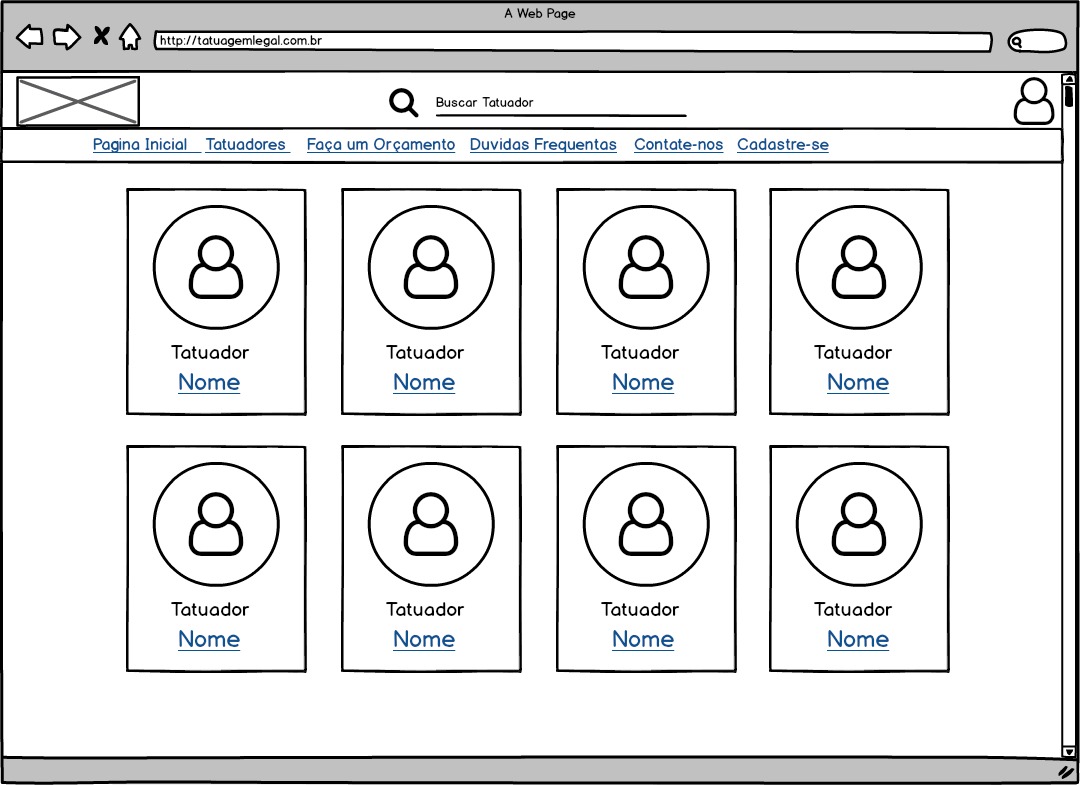 A Web Page
http://tatuagemlegal.com.br
Buscar Tatuador
Pagina Inicial Tatuadores Faça um Orçamento Duvidas Frequentas Contate-nos Cadastre-se
Tatuador Tatuador Tatuador Tatuador
Nome Nome Nome Nome
Tatuador Tatuador Tatuador Tatuador
Nome Nome Nome Nome